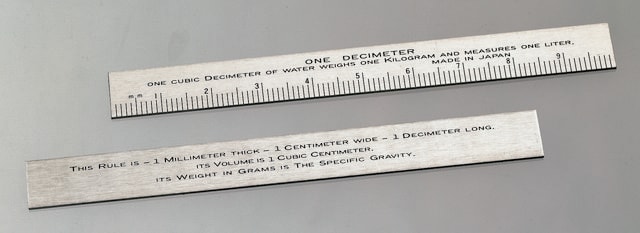 ONE DECIMETER
ONE CUBIC DECIMETER OF WATER WEIGHS ONE KILOGRAM AND MEASURES ONE LITER.
MADE IN JAPAN
m m 1 2 3 4 5 6 7 8 9
THIS RULE IS – 1 MILLIMETER THICK – 1 CENTIMETER WIDE – 1 DECIMETER LONG.
ITS VOLUME IS 1 CUBIC CENTIMETER.
ITS WEIGHT IN GRAMS IS THE SPECIFIC GRAVITY.